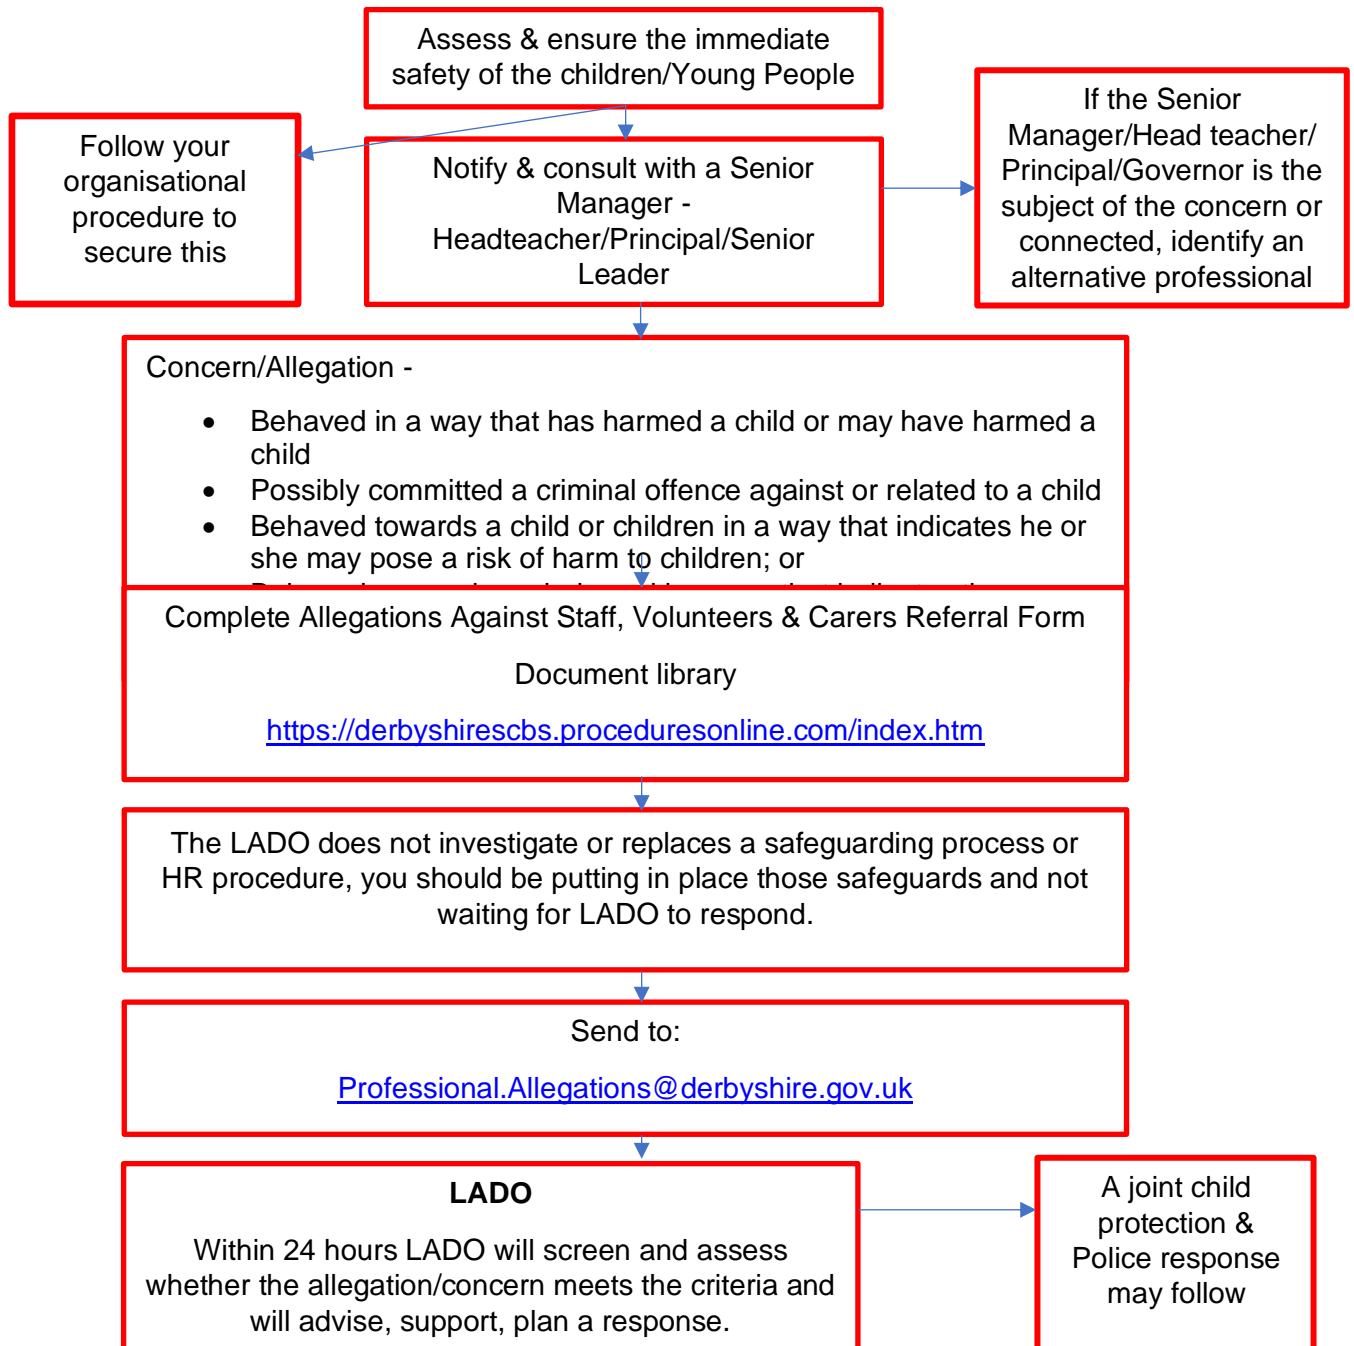 Assess & ensure the immediate
safety of the children/Young People
Follow your
organisational
procedure to
secure this
Notify & consult with a Senior
Manager -
Headteacher/Principal/Senior
Leader
If the Senior
Manager/Head teacher/
Principal/Governor is the
subject of the concern or
connected, identify an
alternative professional
Concern/Allegation -
• Behaved in a way that has harmed a child or may have harmed a
child
• Possibly committed a criminal offence against or related to a child
• Behaved towards a child or children in a way that indicates he or
she may pose a risk of harm to children; or
Complete Allegations Against Staff, Volunteers & Carers Referral Form
Document library
https://derbyshirescbs.proceduresonline.com/index.htm
The LADO does not investigate or replaces a safeguarding process or
HR procedure, you should be putting in place those safeguards and not
waiting for LADO to respond.
Send to:
Professional.Allegations@derbyshire.gov.uk
LADO
Within 24 hours LADO will screen and assess
whether the allegation/concern meets the criteria and
will advise, support, plan a response.
A joint child
protection &
Police response
may follow